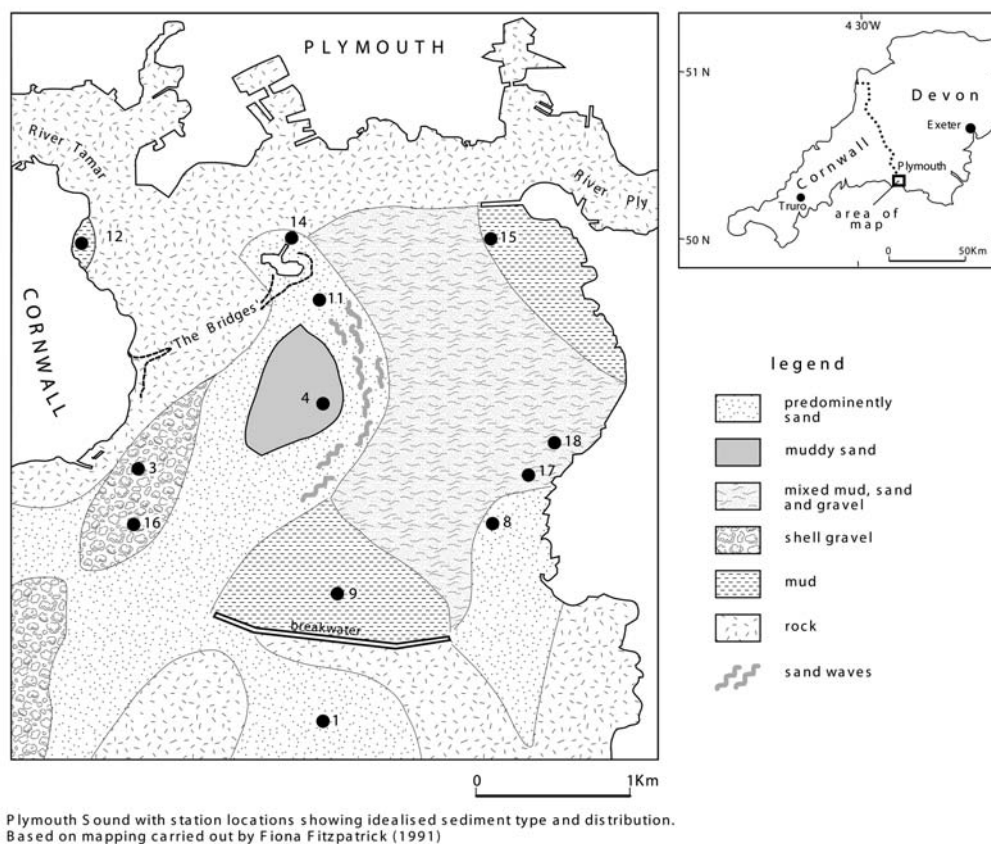 PLYMOUTH
River Tamar
River Ply
14
12
15
11
CORNWALL
The Bridges
4
18
3
17
16
8
9
breakwater
1
0 1Km
4 30'W
51 N
Devon
Exeter
Cornwall
Plymouth
Truro
area of
map
50 N
0 50Km
legend
predominently
sand
muddy sand
mixed mud, sand
and gravel
shell gravel
mud
rock
sand waves
Plymouth Sound with station locations showing idealised sediment type and distribution.
Based on mapping carried out by Fiona Fitzpatrick (1991)